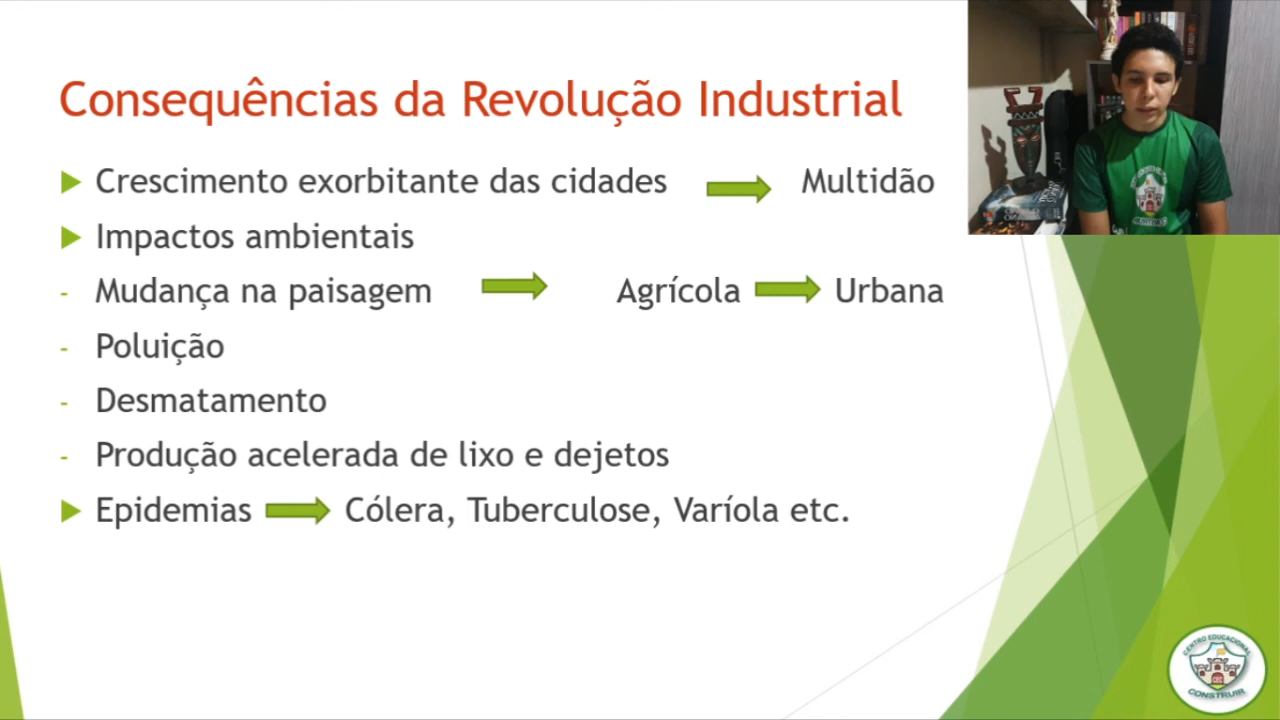 Consequências da Revolução Industrial
Crescimento exorbitante das cidades Multidão
Impactos ambientais
- Mudança na paisagem Agrícola Urbana
- Poluição
- Desmatamento
- Produção acelerada de lixo e dejetos
Epidemias Cólera, Tuberculose, Varíola etc.
CENTRO EDUCACIONAL
CEC
CONSTRUIR